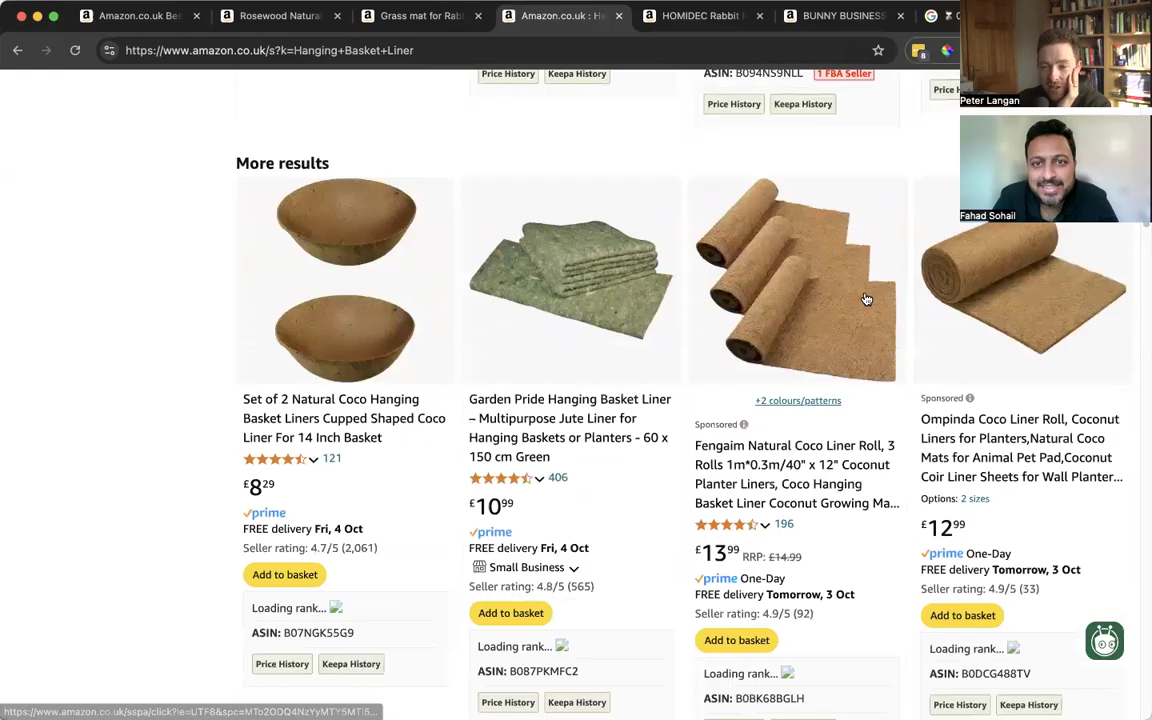 Amazon.co.uk Be
Rosewood Natural
Grass mat for Rab
Amazon.co.uk : H
HOMIDEC Rabbit
BUNNY BUSINESS
https://www.amazon.co.uk/s?k=Hanging+Basket+Liner
8
Peter Langan
Fahad Sohail
Price History
Keepa History
ASIN: B094NS9NLL
1 FBA Seller
Price History
Keepa History
Price H
More results
Set of 2 Natural Coco Hanging
Basket Liners Cupped Shaped Coco
Liner For 14 Inch Basket
121
£829
prime
FREE delivery Fri, 4 Oct
Seller rating: 4.7/5 (2,061)
Add to basket
Loading rank...
ASIN: B07NGK55G9
Price History
Keepa History
Garden Pride Hanging Basket Liner
– Multipurpose Jute Liner for
Hanging Baskets or Planters - 60 x
150 cm Green
406
£1099
prime
FREE delivery Fri, 4 Oct
Small Business
Seller rating: 4.8/5 (565)
Add to basket
Loading rank...
ASIN: B087PKMFC2
Price History
Keepa History
+2 colours/patterns
Sponsored
Fengaim Natural Coco Liner Roll, 3
Rolls 1m*0.3m/40" x 12" Coconut
Planter Liners, Coco Hanging
Basket Liner Coconut Growing Ma...
196
£1399 RRP: £14.99
prime One-Day
FREE delivery Tomorrow, 3 Oct
Seller rating: 4.9/5 (92)
Add to basket
Loading rank...
ASIN: B0BK68BGLH
Price History
Keepa History
Sponsored
Ompinda Coco Liner Roll, Coconut
Liners for Planters,Natural Coco
Mats for Animal Pet Pad,Coconut
Coir Liner Sheets for Wall Planter...
Options: 2 sizes
£1299
prime One-Day
FREE delivery Tomorrow, 3 Oct
Seller rating: 4.9/5 (33)
Add to basket
Loading rank...
ASIN: B0DCG488TV
Price History
Keepa History